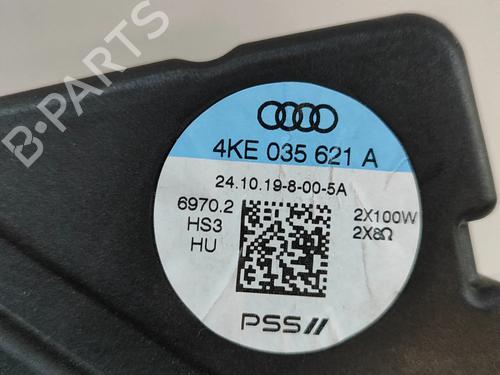 B-PARTS
4KE 035 621 A
24.10.19-8-00-5A
6970.2
HS3
HU
2X100W
2X8Ω
PSS//